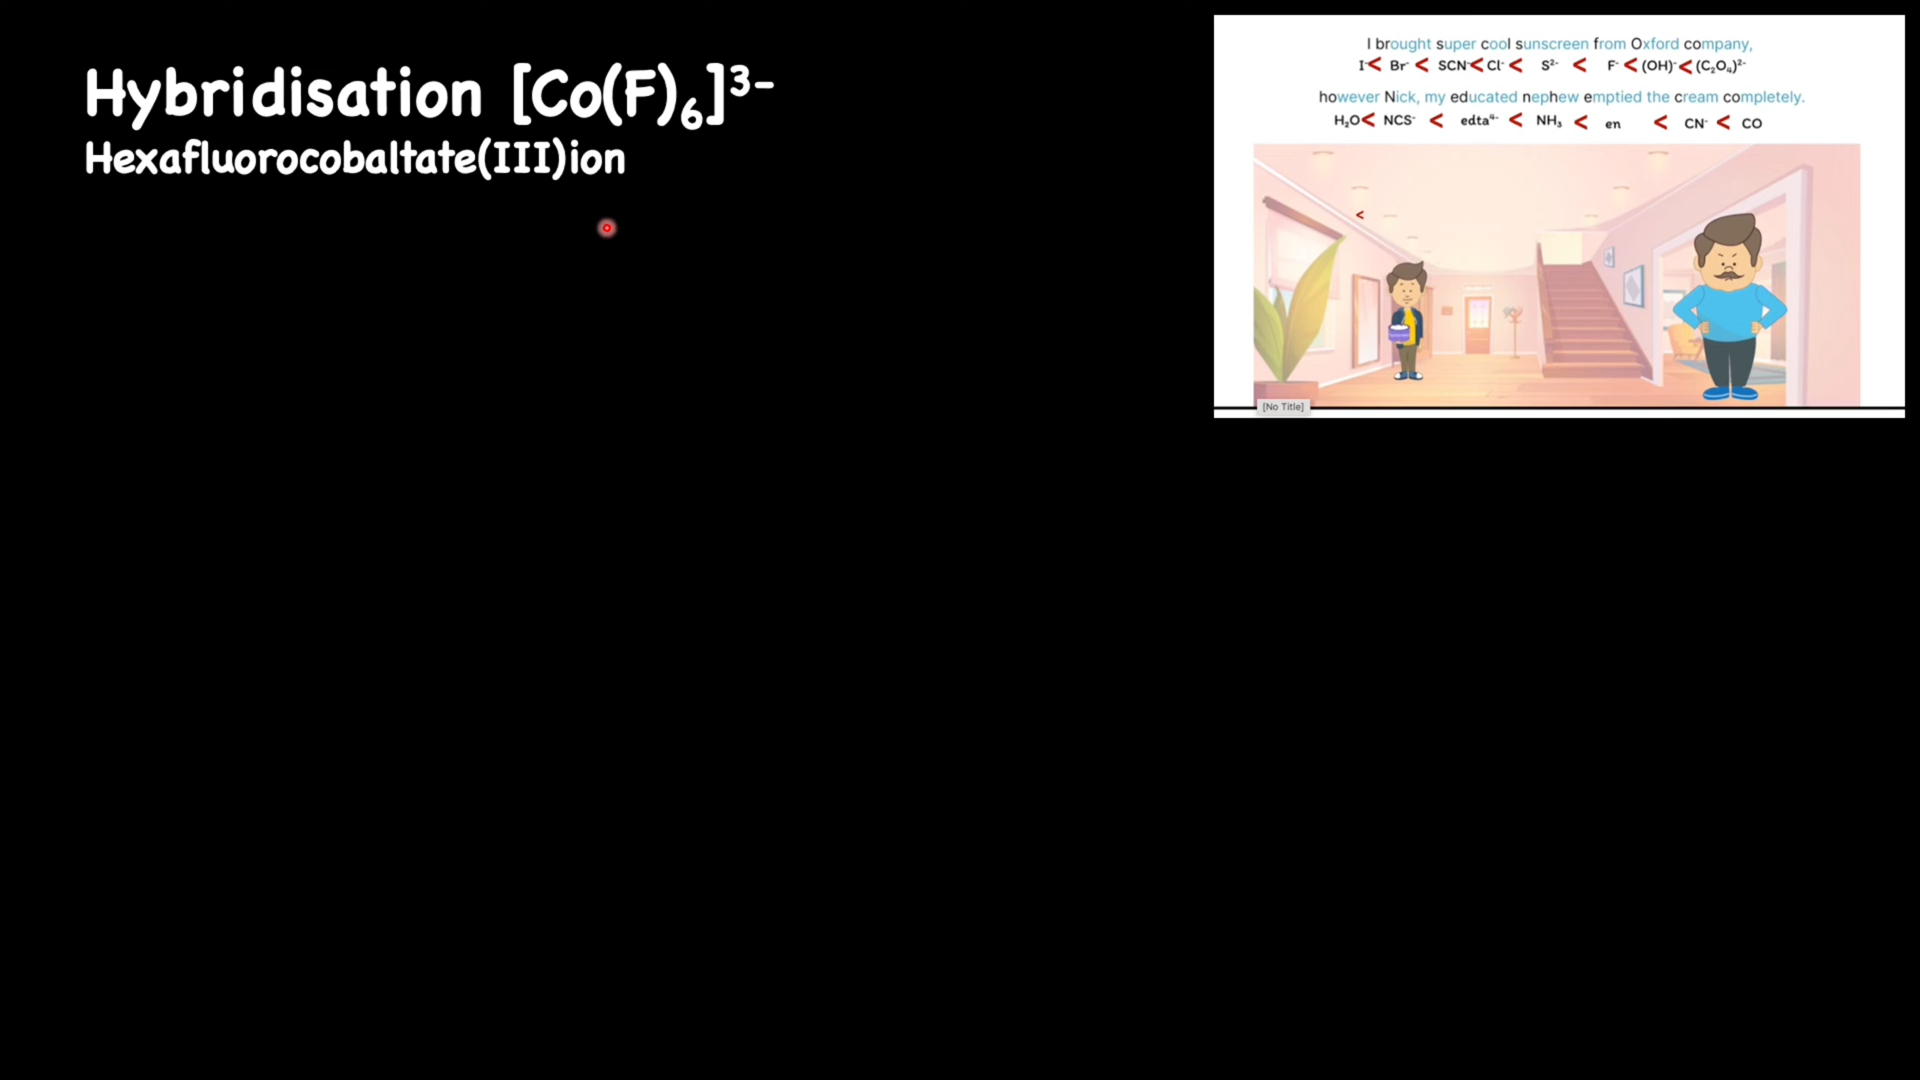 Hybridisation [Co(F)₆]³⁻
Hexafluorocobaltate(III)ion
I brought super cool sunscreen from Oxford company,
I⁻ < Br⁻ < SCN⁻ < Cl⁻ < S²⁻ < F⁻ < (OH)⁻ < (C₂O₄)²⁻
however Nick, my educated nephew emptied the cream completely.
H₂O < NCS⁻ < edta⁴⁻ < NH₃ < en < CN⁻ < CO
<
[No Title]